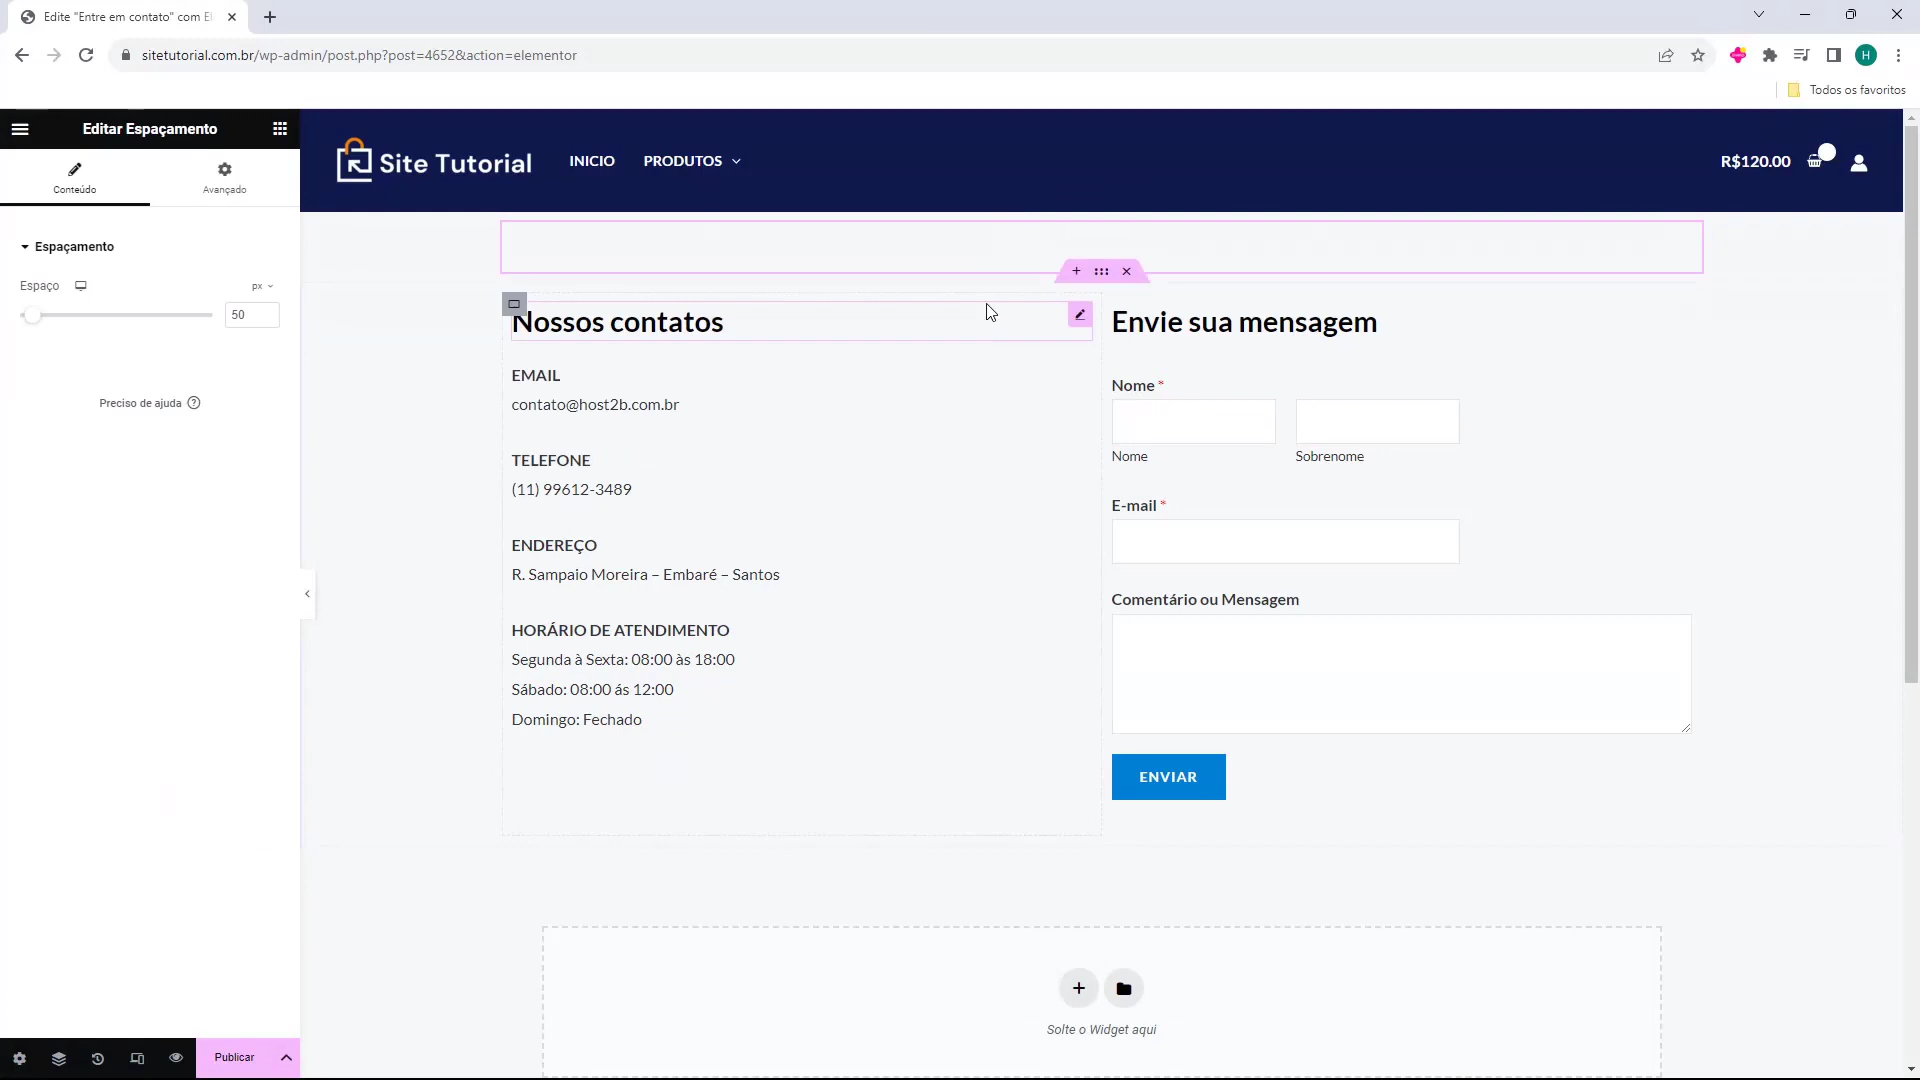 Edite "Entre em contato" com El
sitetutorial.com.br/wp-admin/post.php?post=4652&action=elementor
H
Todos os favoritos
Editar Espaçamento
Conteúdo
Avançado
Espaçamento
Espaço
px
50
Preciso de ajuda
Site Tutorial
INICIO
PRODUTOS
R$120.00
Nossos contatos
EMAIL
contato@host2b.com.br
TELEFONE
(11) 99612-3489
ENDEREÇO
R. Sampaio Moreira – Embaré – Santos
HORÁRIO DE ATENDIMENTO
Segunda à Sexta: 08:00 às 18:00
Sábado: 08:00 ás 12:00
Domingo: Fechado
Envie sua mensagem
Nome *
Nome
Sobrenome
E-mail *
Comentário ou Mensagem
ENVIAR
Solte o Widget aqui
Publicar